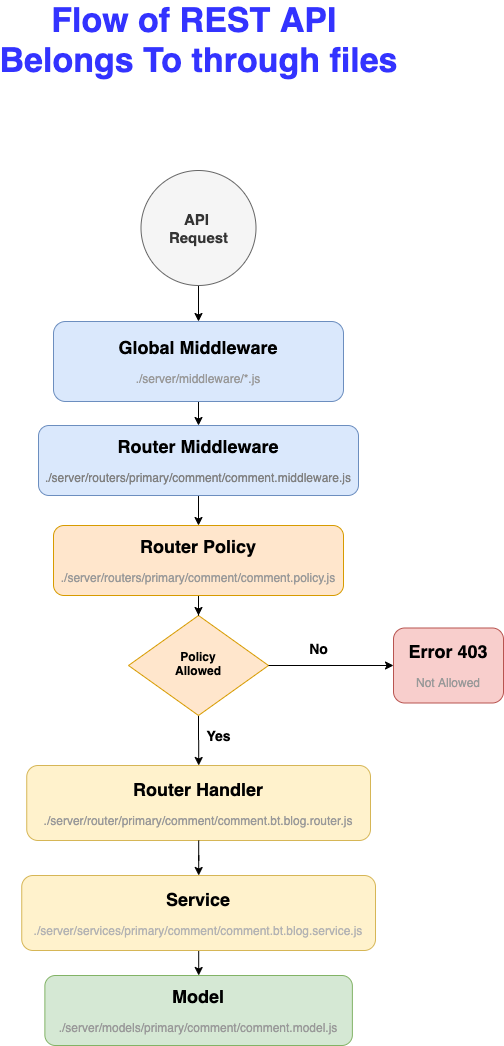 Flow of REST API
Belongs To through files
API
Request
Global Middleware
./server/middleware/*.js
Router Middleware
./server/routers/primary/comment/comment.middleware.js
Router Policy
./server/routers/primary/comment/comment.policy.js
Policy
Allowed
No
Error 403
Not Allowed
Yes
Router Handler
./server/router/primary/comment/comment.bt.blog.router.js
Service
./server/services/primary/comment/comment.bt.blog.service.js
Model
./server/models/primary/comment/comment.model.js